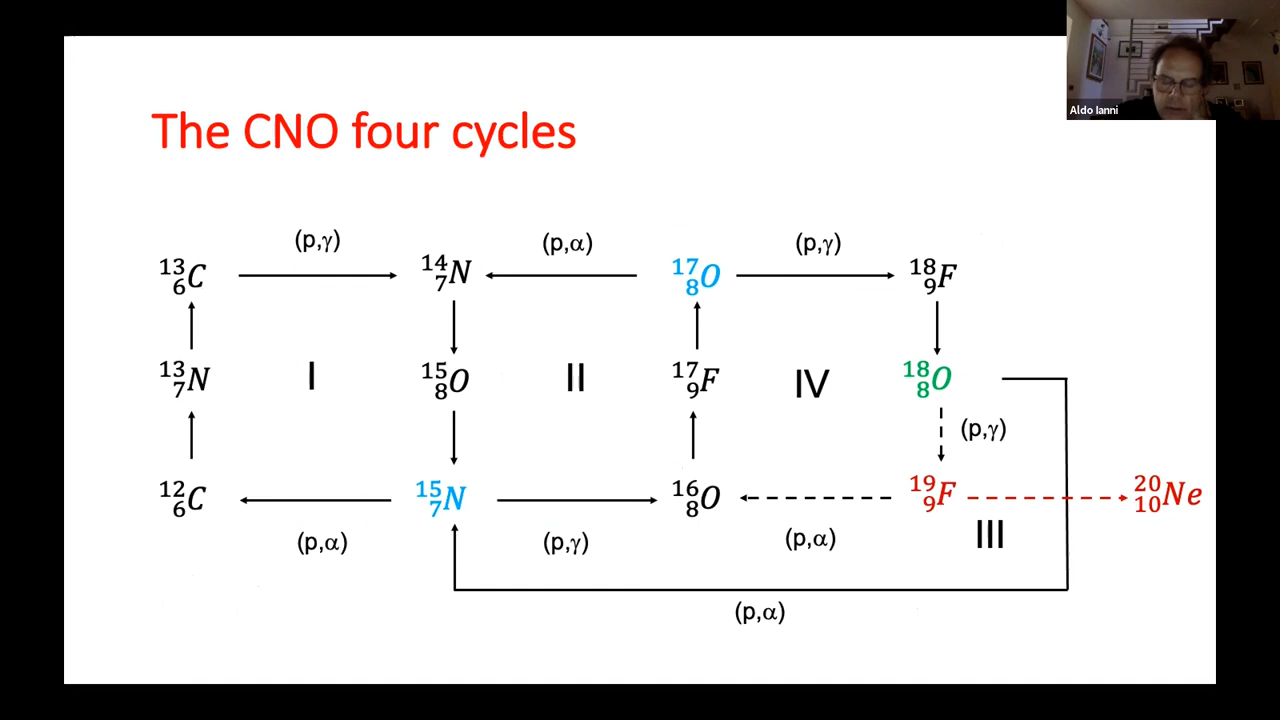 Aldo Ianni
The CNO four cycles
(p,γ) (p,α) (p,γ)
¹³₆C ¹⁴₇N ¹⁷₈O ¹⁸₉F
¹³₇N I ¹⁵₈O II ¹⁷₉F IV ¹⁸₈O
(p,γ)
¹²₆C ¹⁵₇N ¹⁶₈O ¹⁹₉F ²⁰₁₀Ne
III
(p,α) (p,γ) (p,α)
(p,α)